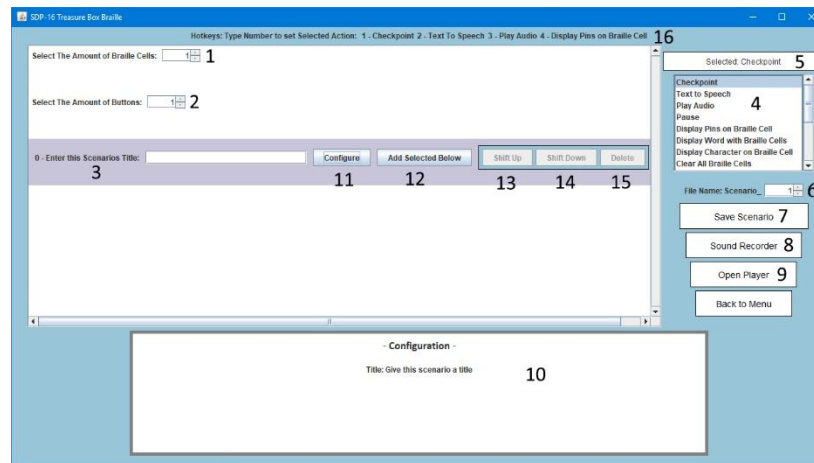 SDP-16 Treasure Box Braille
Hotkeys: Type Number to set Selected Action: 1 - Checkpoint 2 - Text To Speech 3 - Play Audio 4 - Display Pins on Braille Cell 16
Select The Amount of Braille Cells: 1 1
Select The Amount of Buttons: 1 2
0 - Enter this Scenarios Title:
3
Configure
11
Add Selected Below
12
Shift Up
13
Shift Down
14
Delete
15
Selected: Checkpoint 5
Checkpoint
Text to Speech
Play Audio
4
Pause
Display Pins on Braille Cell
Display Word with Braille Cells
Display Character on Braille Cell
Clear All Braille Cells
File Name: Scenario_ 1 6
Save Scenario 7
Sound Recorder 8
Open Player 9
Back to Menu
- Configuration -
Title: Give this scenario a title
10